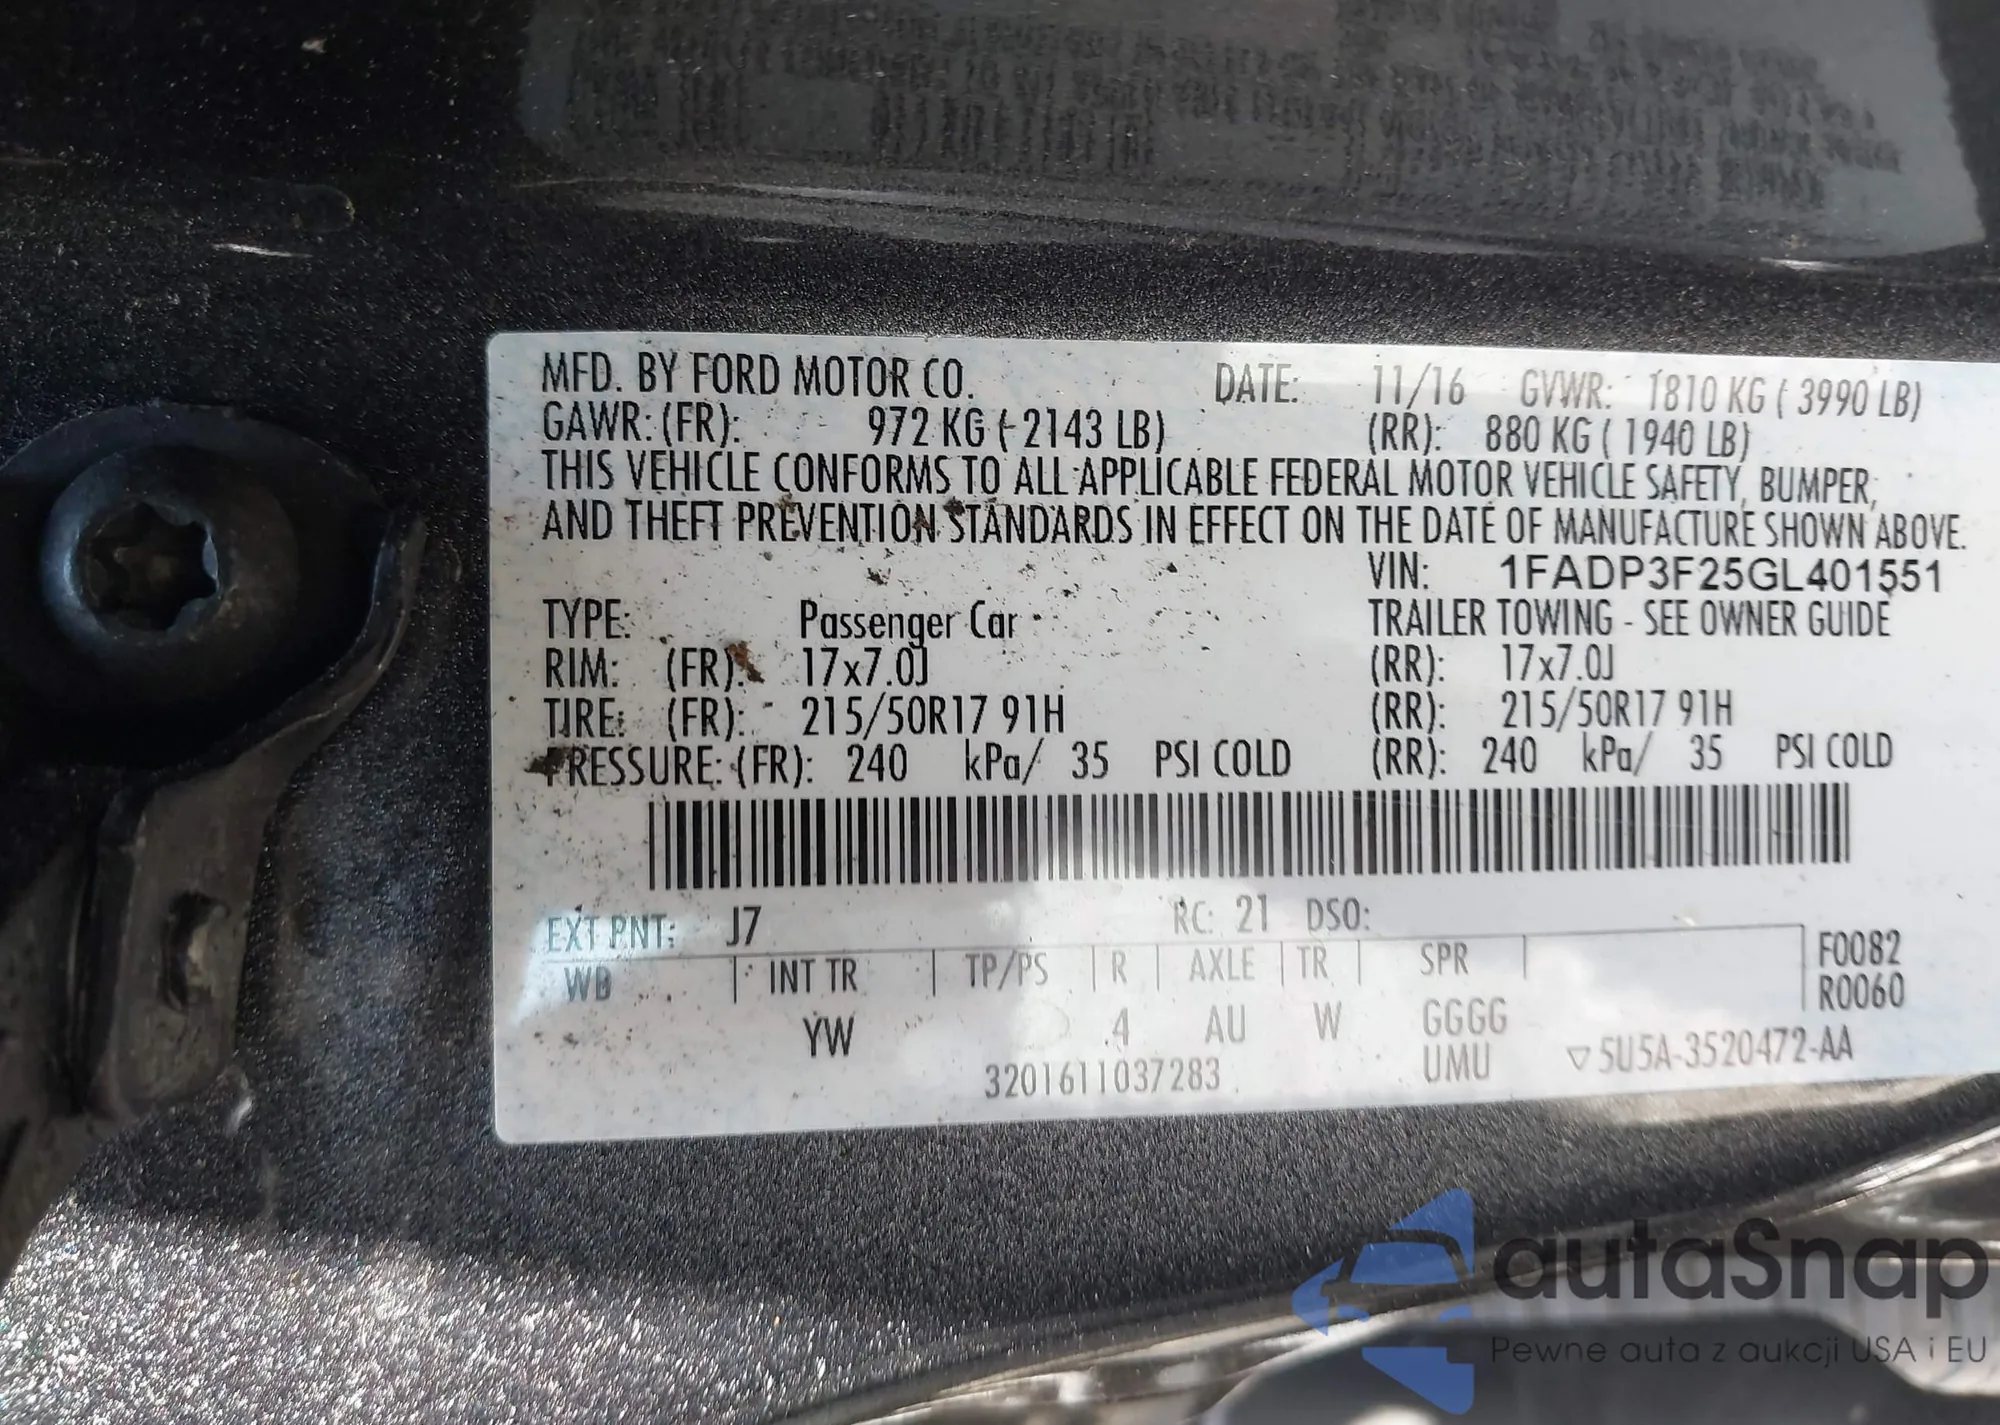 MFD. BY FORD MOTOR CO. DATE: 11/16 GVWR: 1810 KG ( 3990 LB)
GAWR: (FR): 972 KG ( 2143 LB) (RR): 880 KG ( 1940 LB)
THIS VEHICLE CONFORMS TO ALL APPLICABLE FEDERAL MOTOR VEHICLE SAFETY, BUMPER,
AND THEFT PREVENTION STANDARDS IN EFFECT ON THE DATE OF MANUFACTURE SHOWN ABOVE.
VIN: 1FADP3F25GL401551
TYPE: Passenger Car TRAILER TOWING - SEE OWNER GUIDE
RIM: (FR): 17x7.0J (RR): 17x7.0J
TIRE: (FR): 215/50R17 91H (RR): 215/50R17 91H
PRESSURE: (FR): 240 kPa/ 35 PSI COLD (RR): 240 kPa/ 35 PSI COLD
EXT PNT: J7 RC: 21 DSO:
WB INT TR TP/PS R AXLE TR SPR F0082
R0060
YW 4 AU W GGGG
3201611037283 UMU ▽5U5A-3520472-AA
autaSnap
Pewne auta z aukcji USA i EU